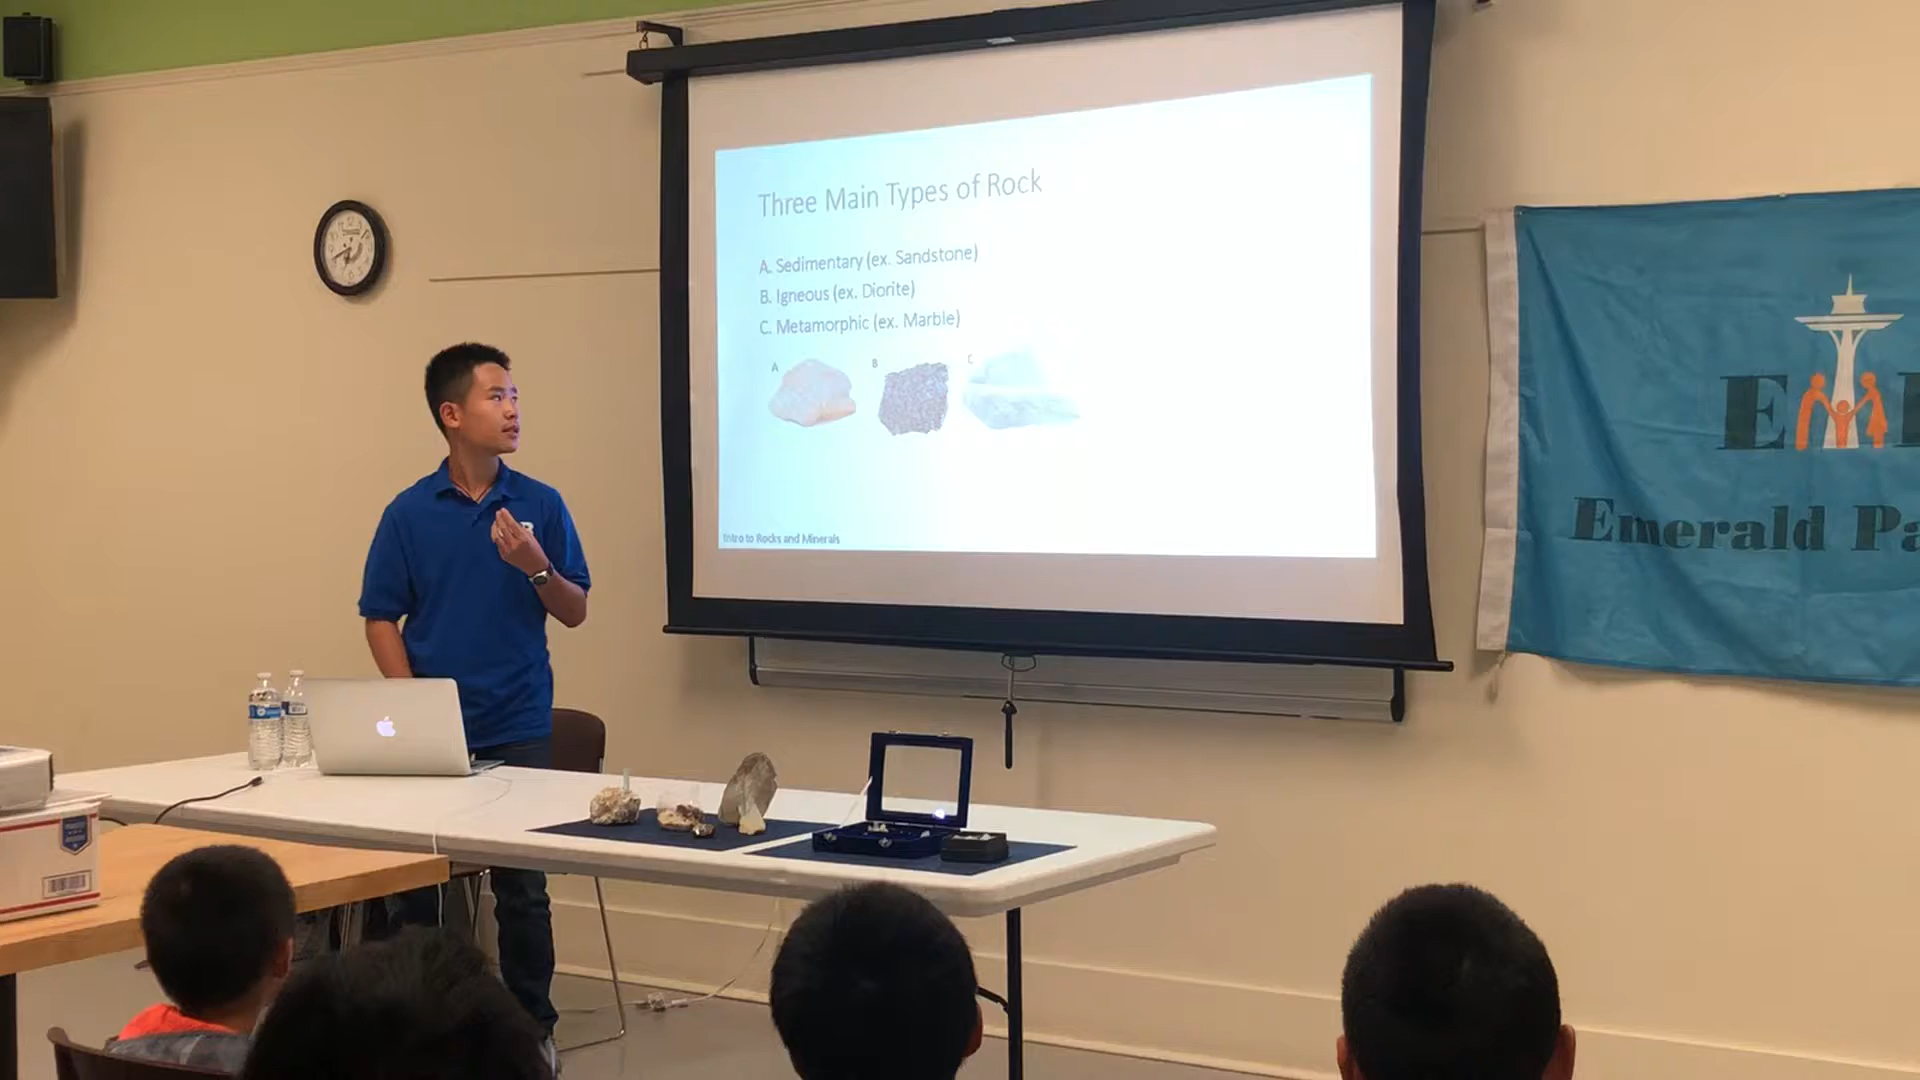 Three Main Types of Rock
A. Sedimentary (ex. Sandstone)
B. Igneous (ex. Diorite)
C. Metamorphic (ex. Marble)
A
B
C
Intro to Rocks and Minerals
Emerald